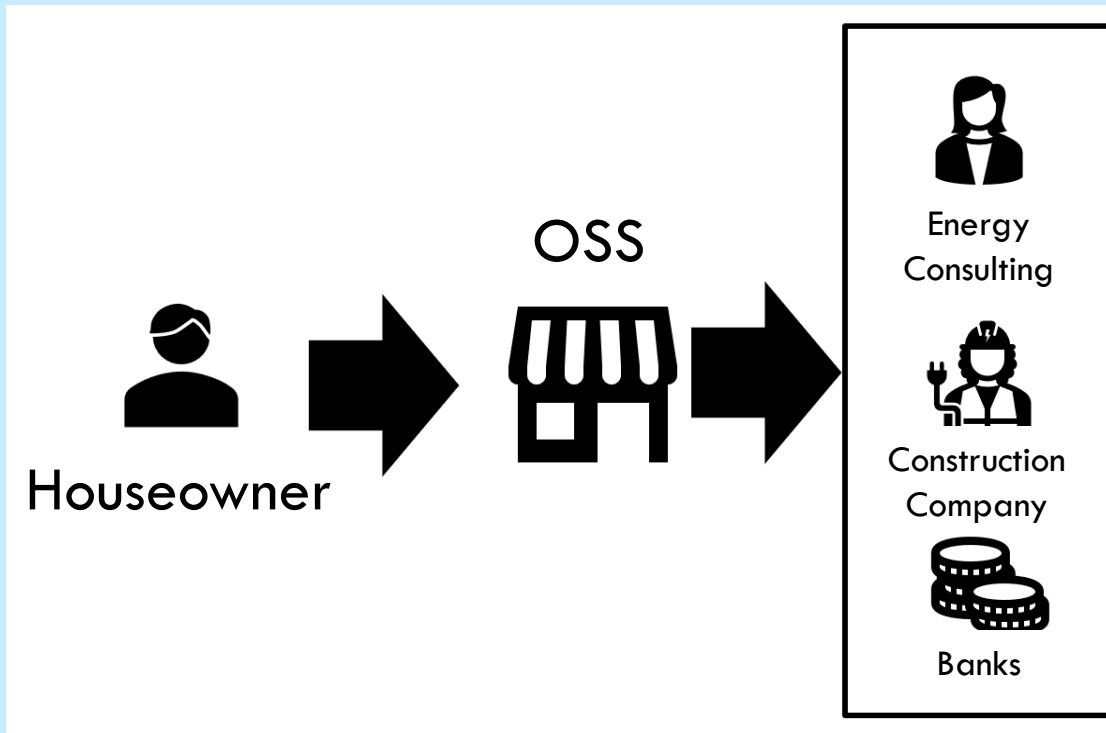 Houseowner
OSS
Energy
Consulting
Construction
Company
Banks